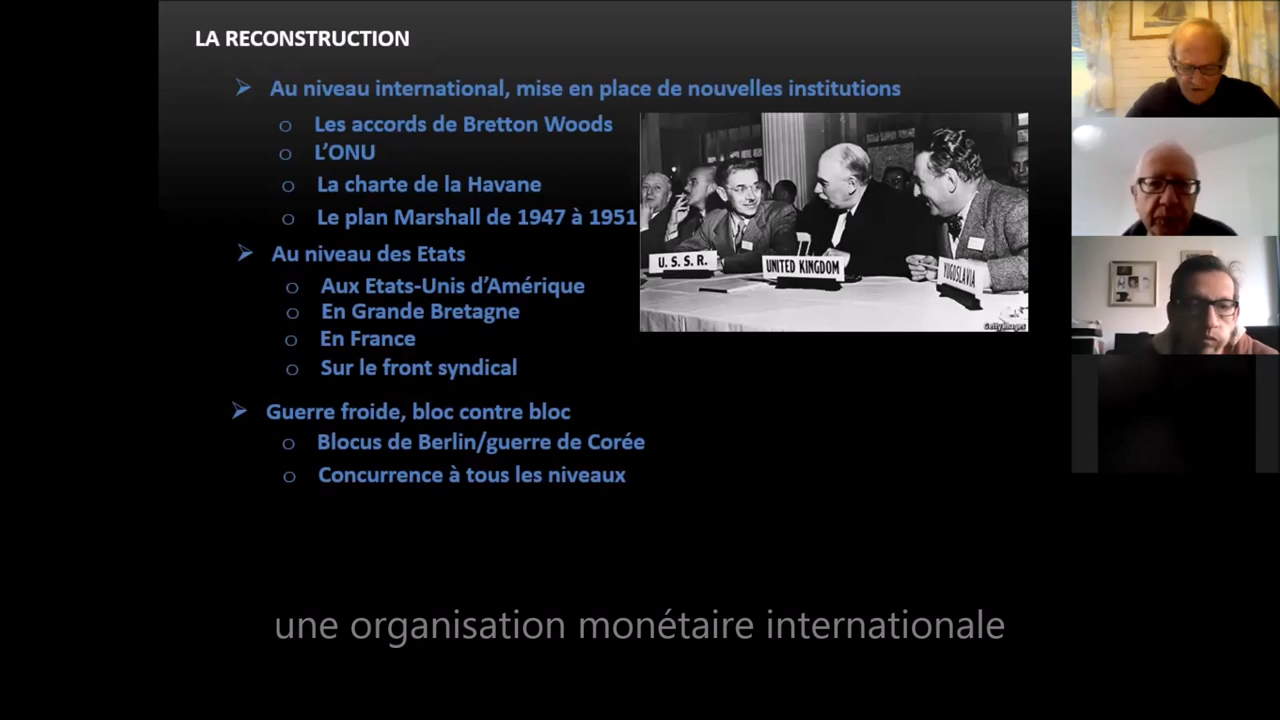 LA RECONSTRUCTION
Au niveau international, mise en place de nouvelles institutions
Les accords de Bretton Woods
L’ONU
La charte de la Havane
Le plan Marshall de 1947 à 1951
U. S. S. R.
UNITED KINGDOM
YUGOSLAVIA
GettyImages
Au niveau des Etats
Aux Etats-Unis d’Amérique
En Grande Bretagne
En France
Sur le front syndical
Guerre froide, bloc contre bloc
Blocus de Berlin/guerre de Corée
Concurrence à tous les niveaux
une organisation monétaire internationale